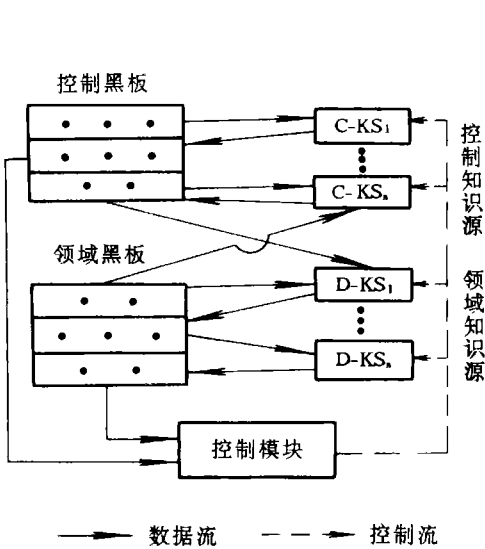 控制黑板
C-KS₁
C-KSₙ
控制知识源
领域黑板
D-KS₁
D-KSₙ
领域知识源
控制模块
数据流
控制流